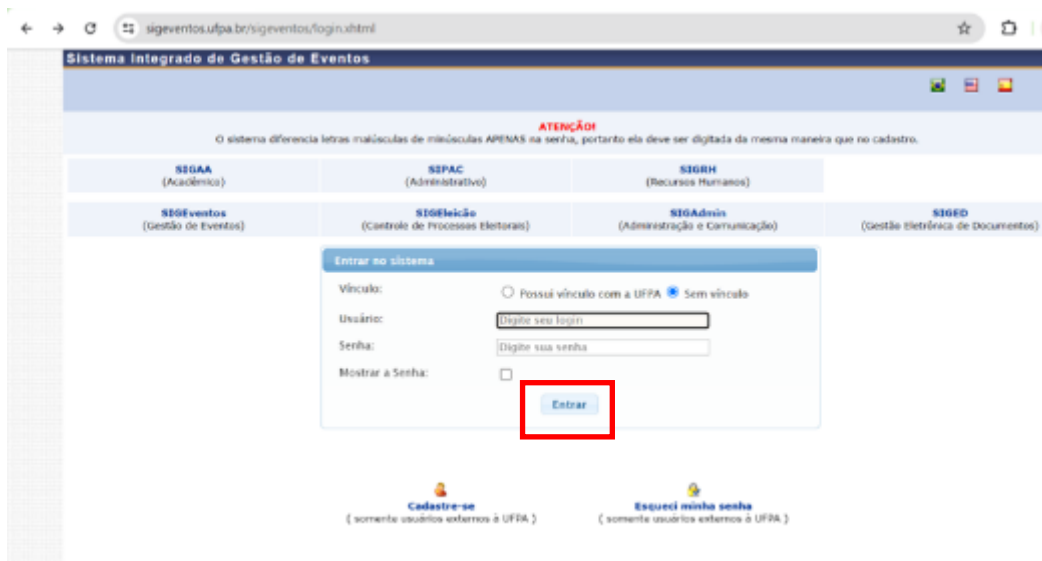 sigeventos.ufpa.br/sigeventos/login.xhtml
Sistema Integrado de Gestão de Eventos
ATENÇÃO!
O sistema diferencia letras maiúsculas de minúsculas APENAS na senha, portanto ela deve ser digitada da mesma maneira que no cadastro.
SIGAA SIPAC SIGRH
(Acadêmico) (Administrativo) (Recursos Humanos)
SIGEventos SIGEleição SIGAdmin SIGED
(Gestão de Eventos) (Controle de Processos Eleitorais) (Administração e Comunicação) (Gestão Eletrônica de Documentos)
Entrar no sistema
Vínculo: Possui vínculo com a UFPA Sem vínculo
Usuário: Digite seu login
Senha: Digite sua senha
Mostrar a Senha:
Entrar
Cadastre-se Esqueci minha senha
( somente usuários externos à UFPA ) ( somente usuários externos à UFPA )